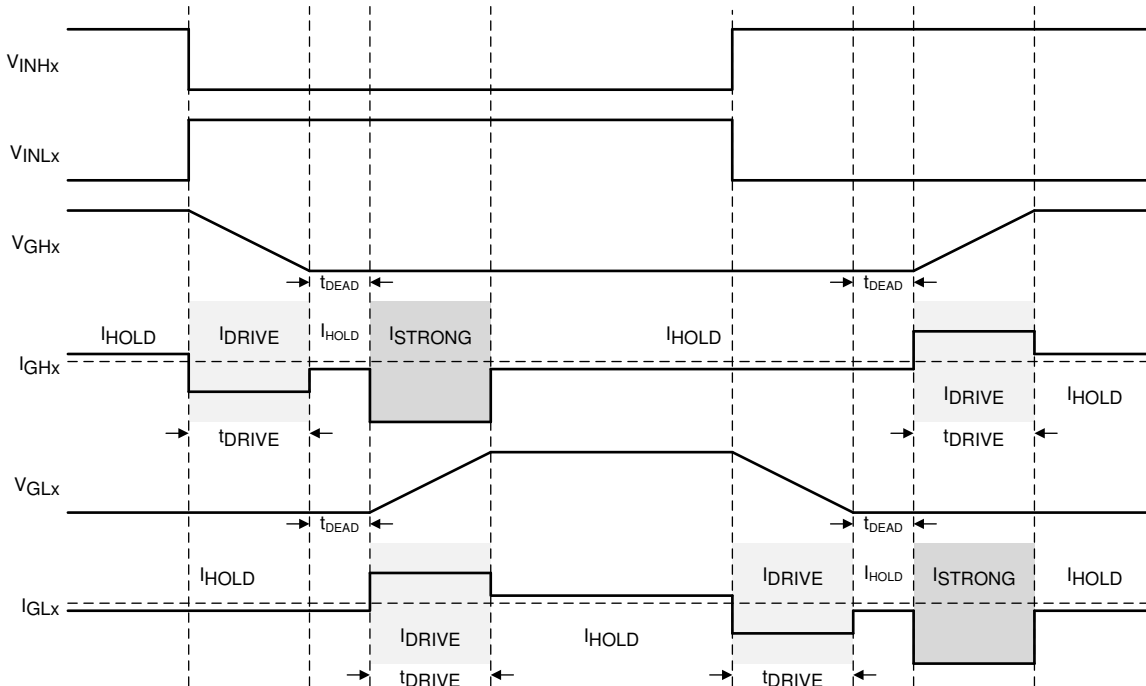 VINHx
VINLx
VGHx
tDEAD
tDEAD
IHOLD
IDRIVE
IHOLD
ISTRONG
IHOLD
IGHx
IDRIVE
IHOLD
tDRIVE
tDRIVE
VGLx
tDEAD
tDEAD
IHOLD
IDRIVE
IHOLD
ISTRONG
IHOLD
IGLx
IDRIVE
IHOLD
tDRIVE
tDRIVE